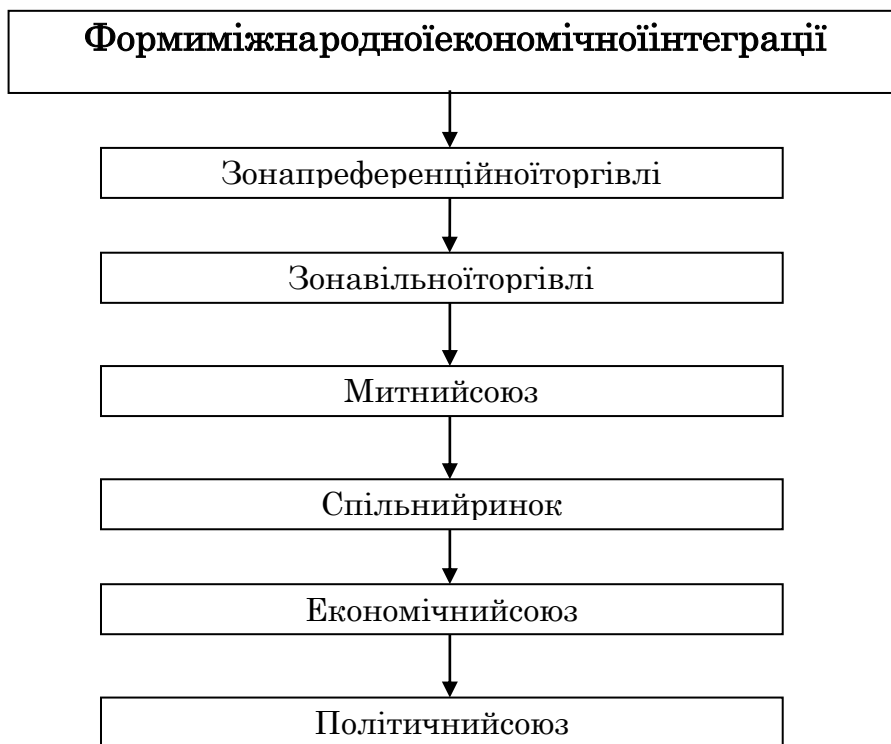 Формиміжнародноїекономічноїінтеграції
Зонапреференційноїторгівлі
Зонавільноїторгівлі
Митнийсоюз
Спільнийринок
Економічнийсоюз
Політичнийсоюз